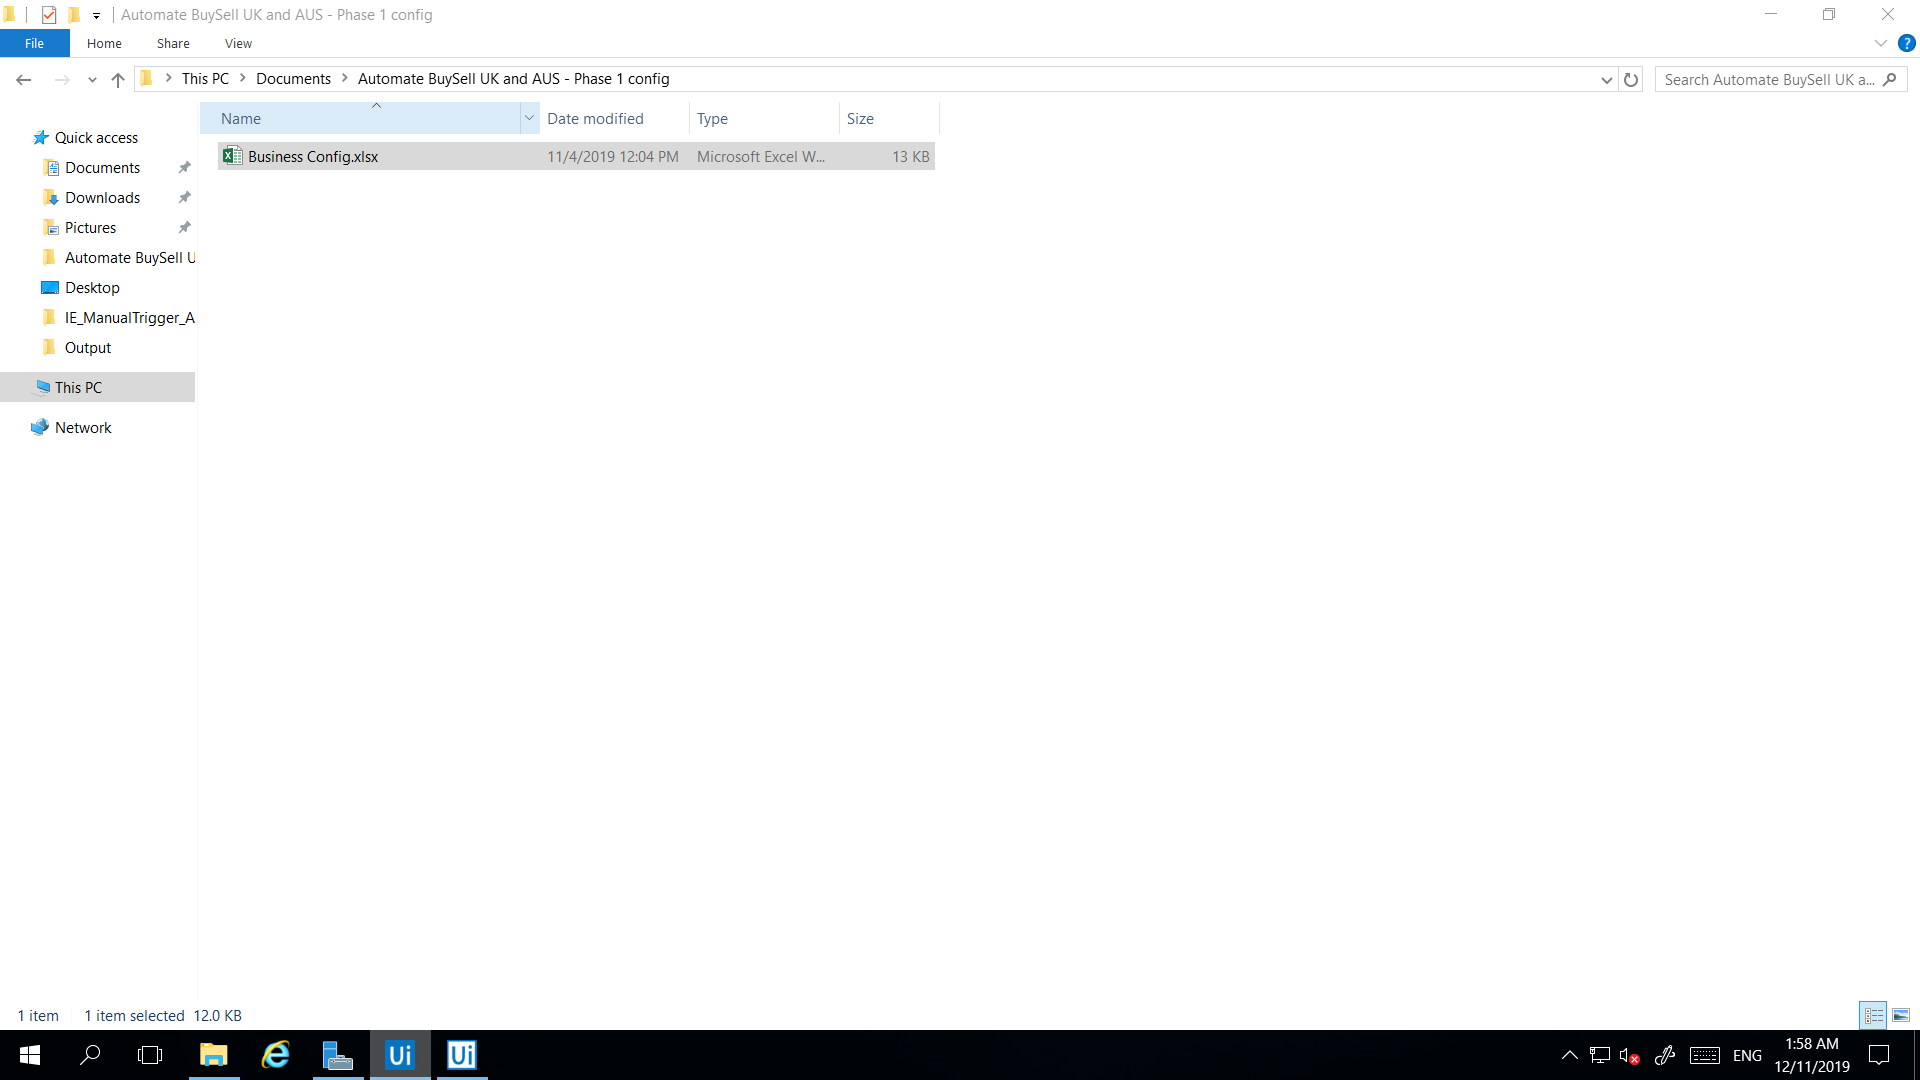 Automate BuySell UK and AUS - Phase 1 config
File Home Share View
This PC Documents Automate BuySell UK and AUS - Phase 1 config Search Automate BuySell UK a...
Name Date modified Type Size
Business Config.xlsx 11/4/2019 12:04 PM Microsoft Excel W... 13 KB
Quick access
Documents
Downloads
Pictures
Automate BuySell U
Desktop
IE_ManualTrigger_A
Output
This PC
Network
1 item 1 item selected 12.0 KB
Ui Ui ENG 1:58 AM
12/11/2019